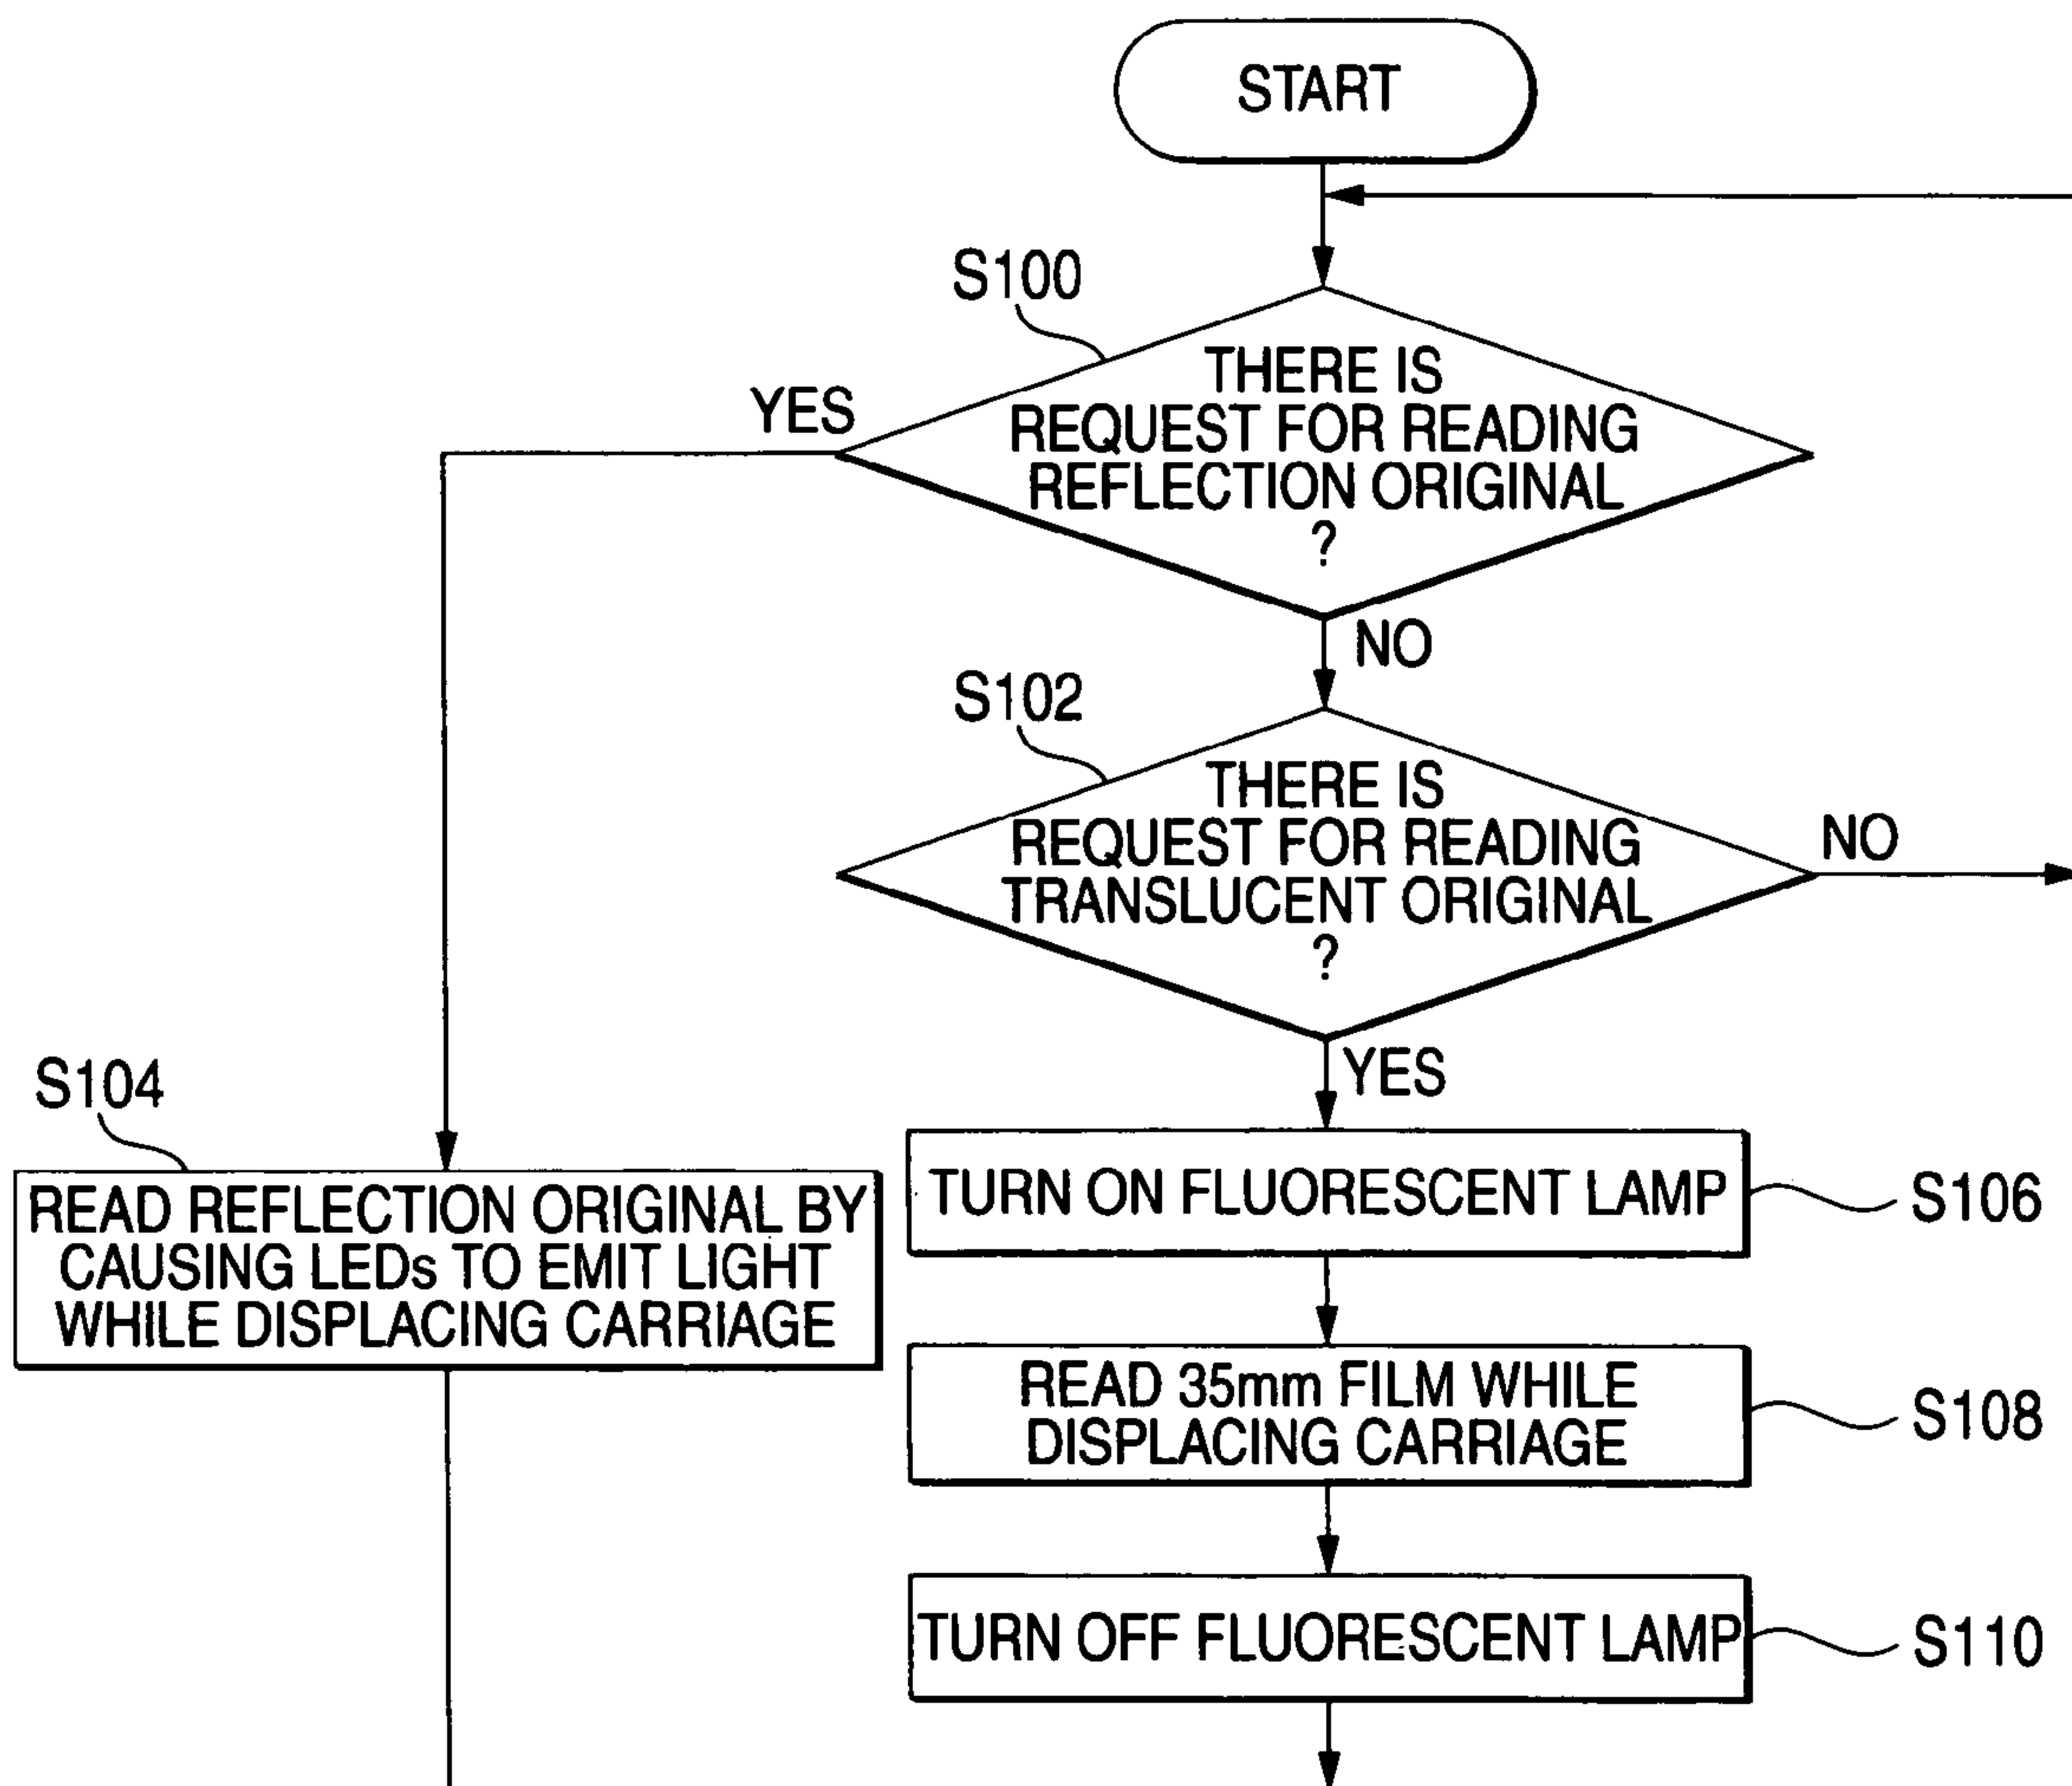 START
S100
THERE IS
REQUEST FOR READING
REFLECTION ORIGINAL
?
YES
NO
S102
THERE IS
REQUEST FOR READING
TRANSLUCENT ORIGINAL
?
NO
YES
S104
READ REFLECTION ORIGINAL BY
CAUSING LEDs TO EMIT LIGHT
WHILE DISPLACING CARRIAGE
TURN ON FLUORESCENT LAMP
S106
READ 35mm FILM WHILE
DISPLACING CARRIAGE
S108
TURN OFF FLUORESCENT LAMP
S110